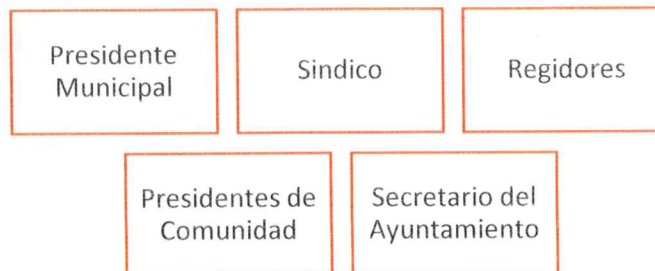 Presidente
Municipal
Sindico
Regidores
Presidentes de
Comunidad
Secretario del
Ayuntamiento